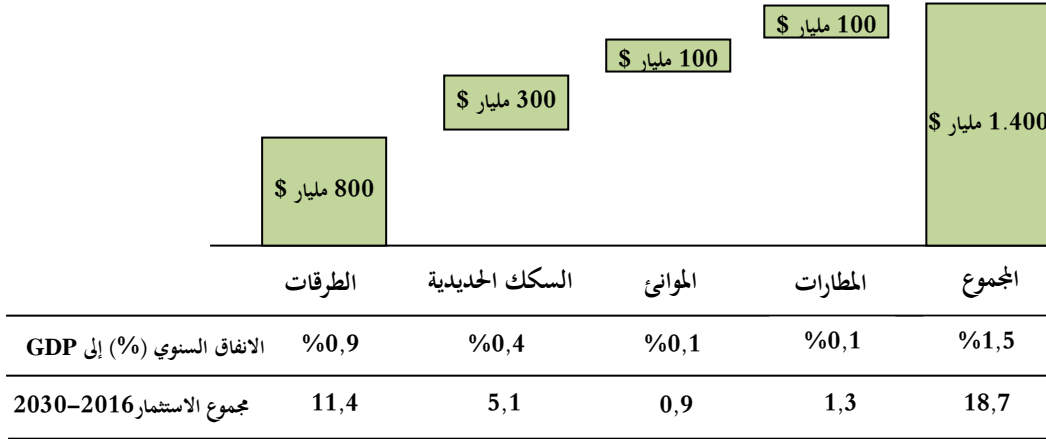 100 مليار $
100 مليار $
300 مليار $
1.400 مليار $
800 مليار $
الطرقات السكك الحديدية الموانئ المطارات المجموع
الانفاق السنوي (%) إلى GDP %0,9 %0,4 %0,1 %0,1 %1,5
مجموع الاستثمار2016–2030 11,4 5,1 0,9 1,3 18,7